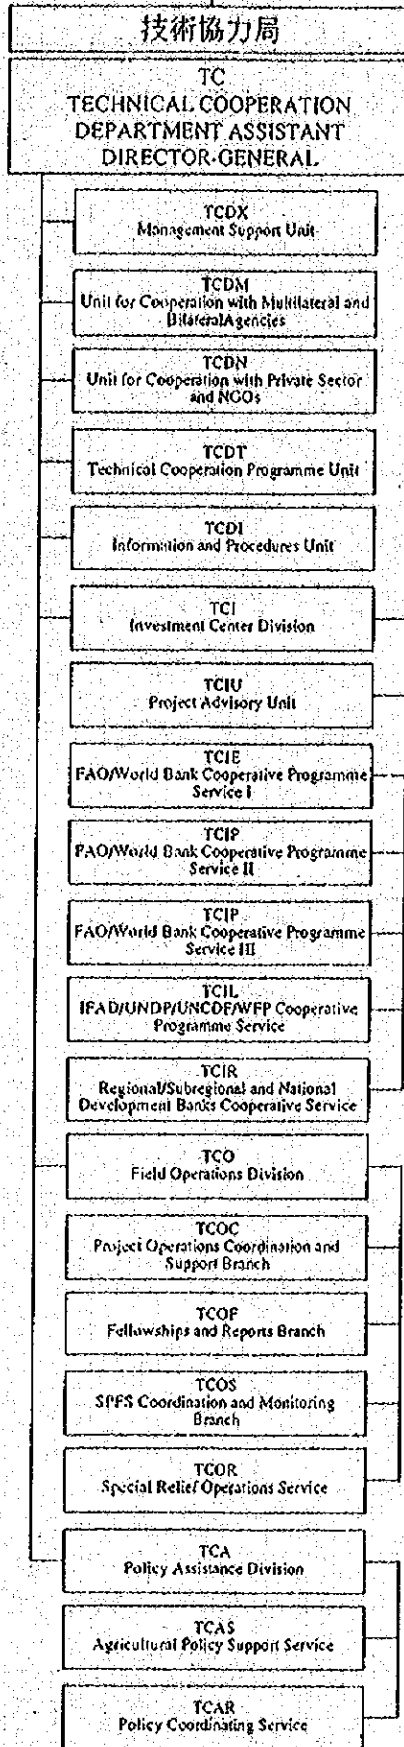 技術協力局
TC
TECHNICAL COOPERATION
DEPARTMENT ASSISTANT
DIRECTOR-GENERAL
TCDX
Management Support Unit
TCDM
Unit for Cooperation with Multilateral and
BilateralAgencies
TCDN
Unit for Cooperation with Private Sector
and NGOs
TCDT
Technical Cooperation Programme Unit
TCDI
Information and Procedures Unit
TCI
Investment Center Division
TCIU
Project Advisory Unit
TCIE
FAO/World Bank Cooperative Programme
Service I
TCIP
FAO/World Bank Cooperative Programme
Service II
TCIP
FAO/World Bank Cooperative Programme
Service III
TCIL
IFAD/UNDP/UNCDF/WFP Cooperative
Programme Service
TCIR
Regional/Subregional and National
Development Banks Cooperative Service
TCO
Field Operations Division
TCOC
Project Operations Coordination and
Support Branch
TCOF
Fellowships and Reports Branch
TCOS
SPFS Coordination and Monitoring
Branch
TCOR
Special Relief Operations Service
TCA
Policy Assistance Division
TCAS
Agricultural Policy Support Service
TCAR
Policy Coordinating Service